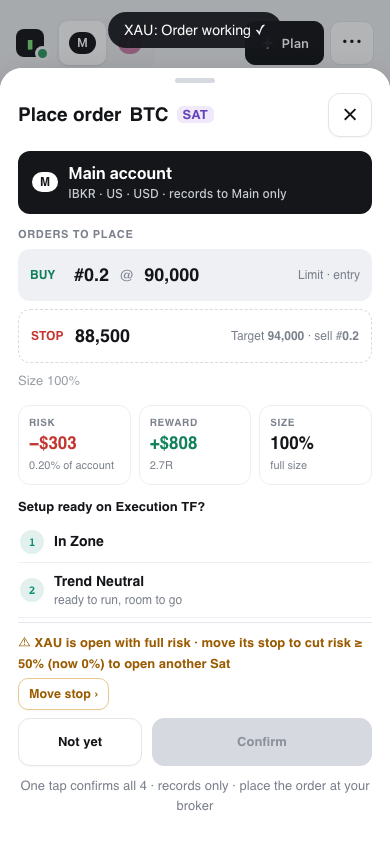 XAU: Order working ✓
M
Plan
Place order BTC SAT
M
Main account
IBKR · US · USD · records to Main only
ORDERS TO PLACE
BUY #0.2 @ 90,000 Limit · entry
STOP 88,500 Target 94,000 · sell #0.2
Size 100%
RISK REWARD SIZE
−$303 +$808 100%
0.20% of account 2.7R full size
Setup ready on Execution TF?
1 In Zone
2 Trend Neutral
ready to run, room to go
⚠ XAU is open with full risk · move its stop to cut risk ≥
50% (now 0%) to open another Sat
Move stop ›
Not yet Confirm
One tap confirms all 4 · records only · place the order at your
broker